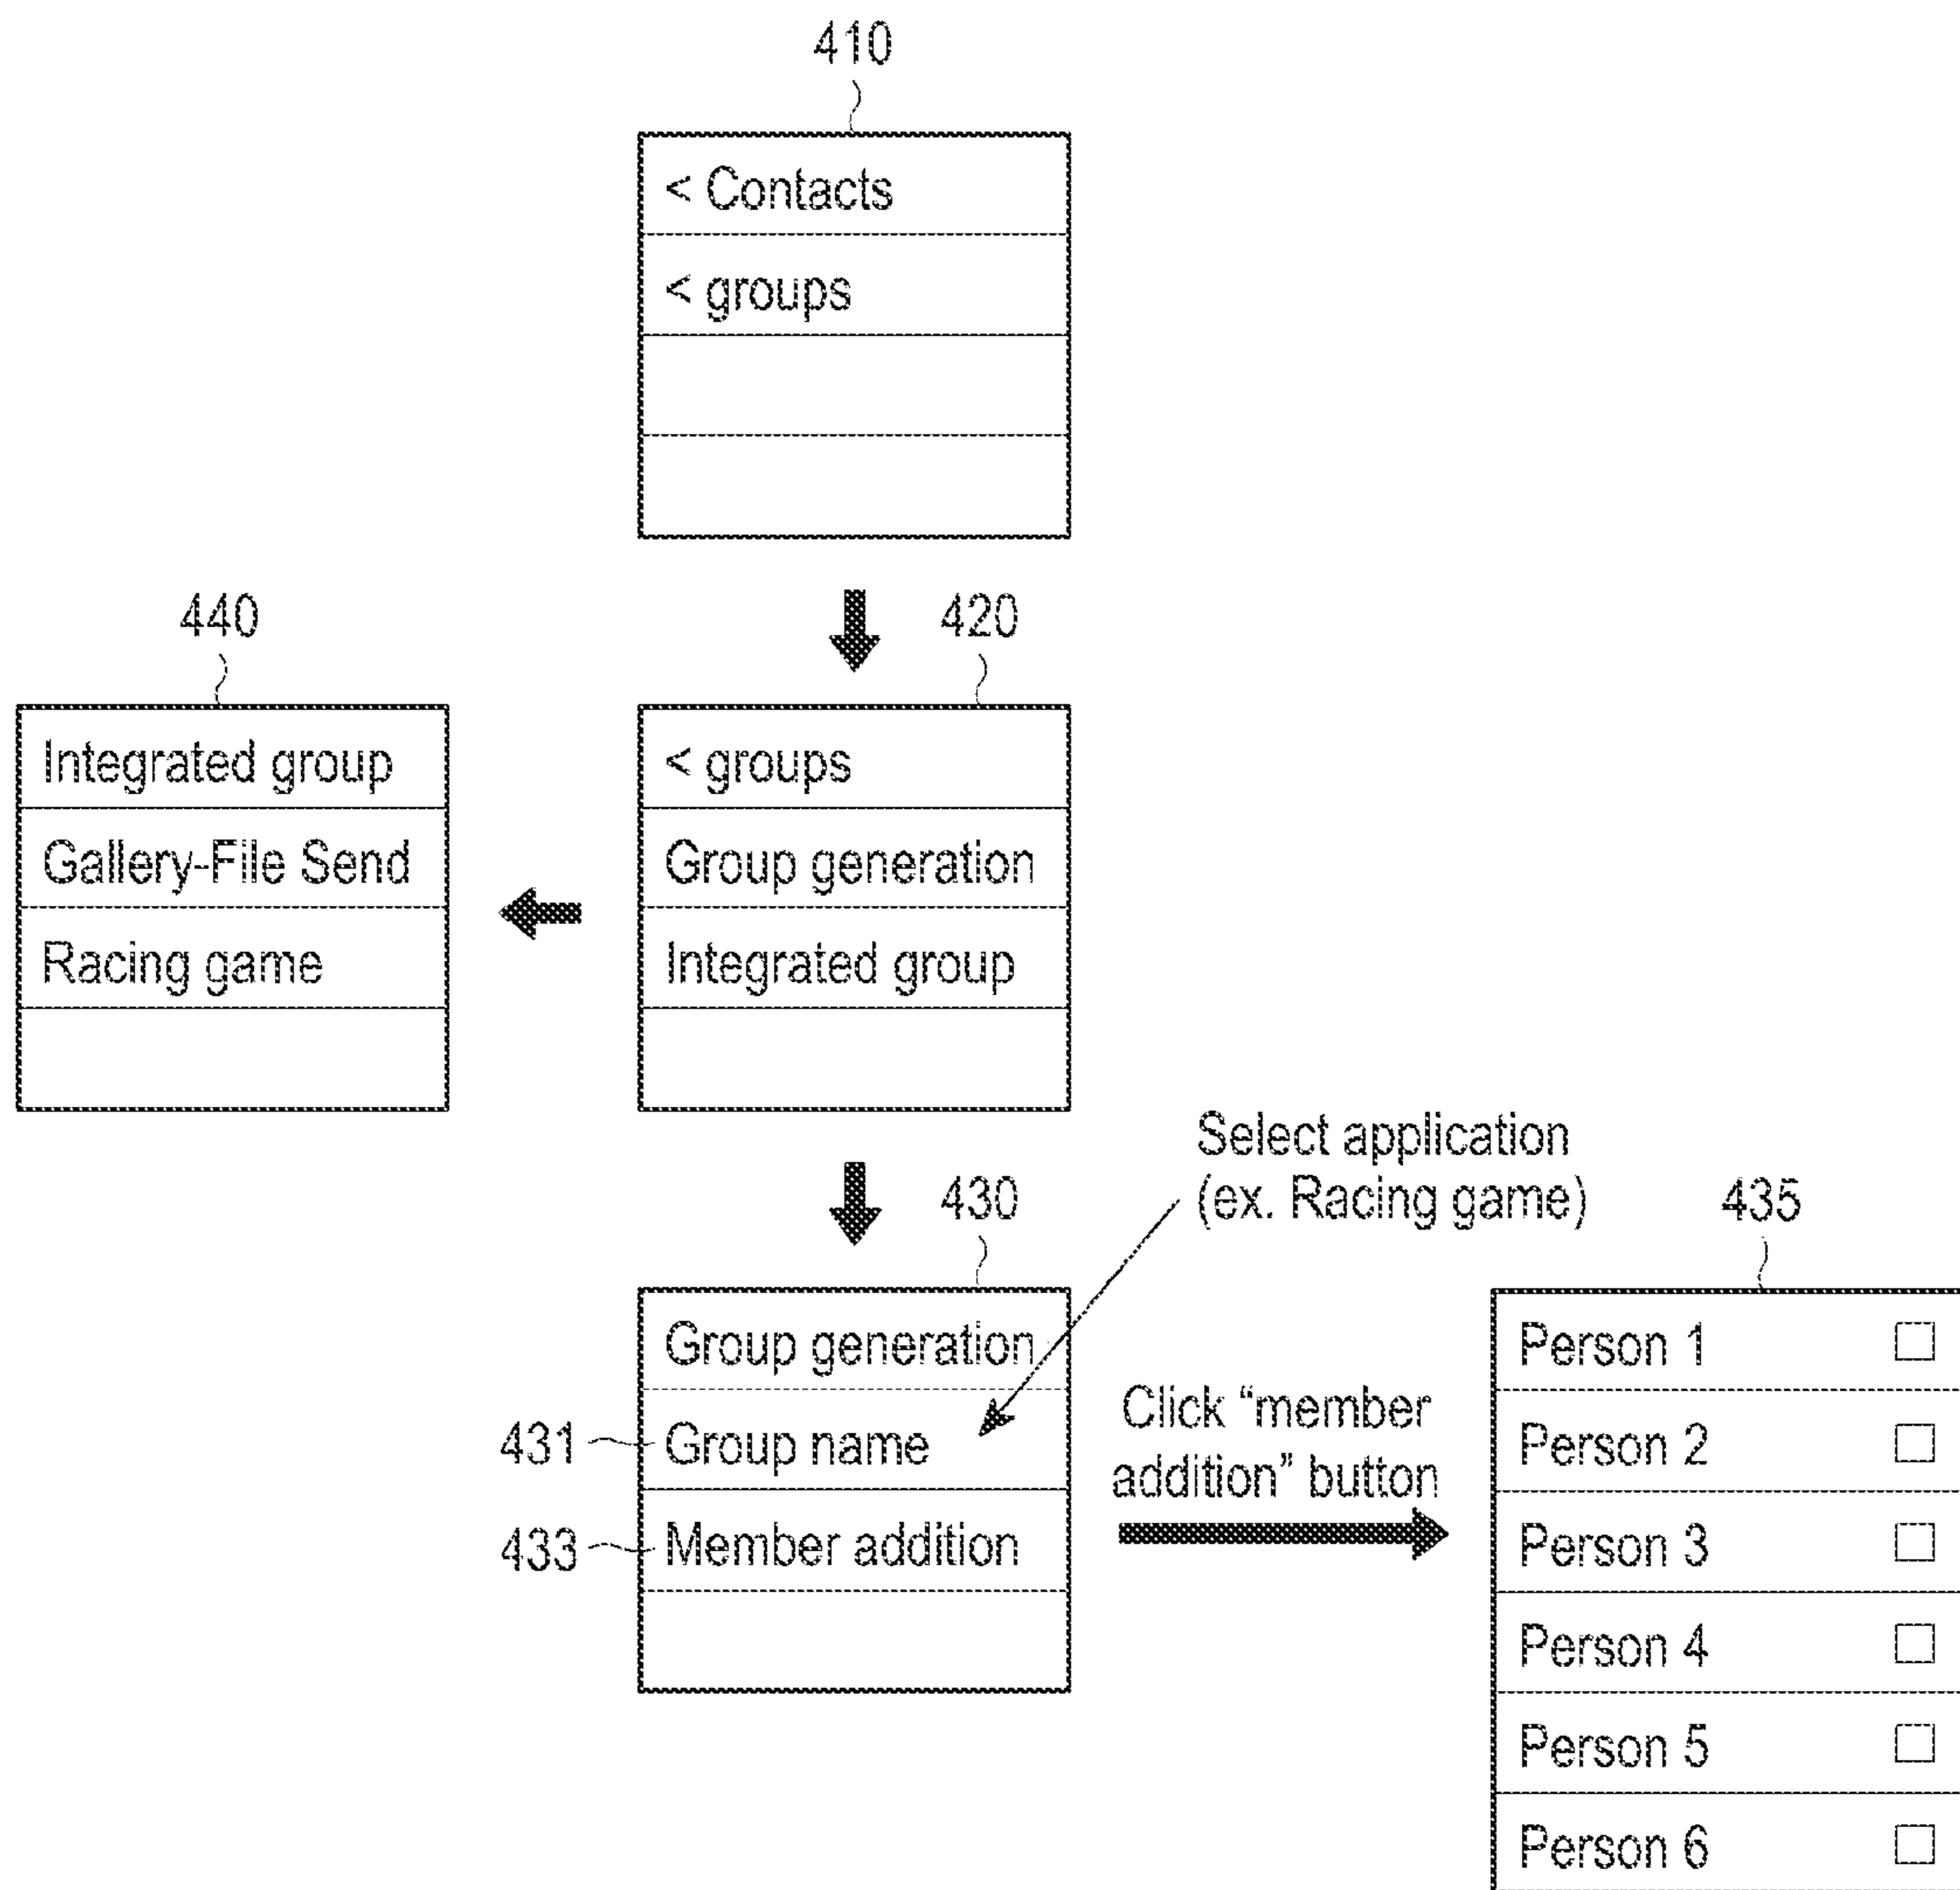 410
< Contacts
< groups
440
420
Integrated group
Gallery-File Send
Racing game
< groups
Group generation
Integrated group
Select application
(ex. Racing game)
430
435
Group generation
431
Group name
433
Member addition
Click “member
addition” button
Person 1
Person 2
Person 3
Person 4
Person 5
Person 6